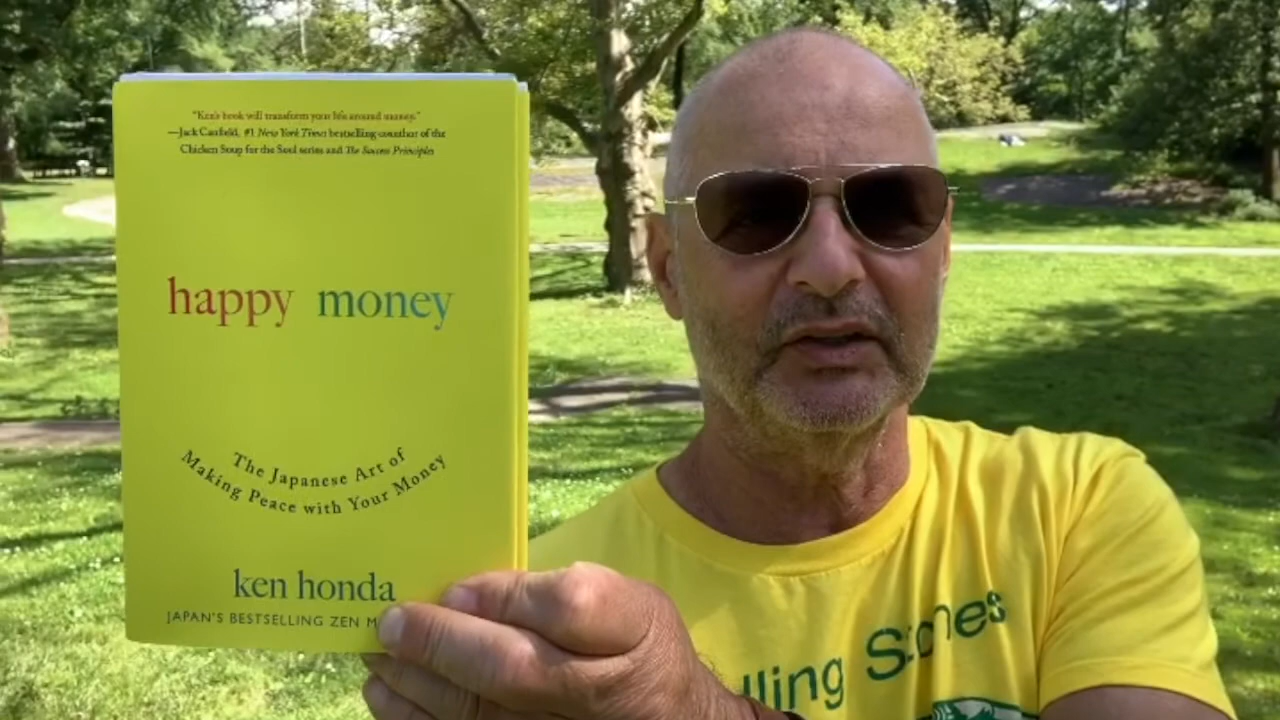 "Ken's book will transform your life around money."
—Jack Canfield, #1 New York Times bestselling coauthor of the
Chicken Soup for the Soul series and The Success Principles
happy money
The Japanese Art of
Making Peace with Your Money
ken honda
JAPAN'S BESTSELLING ZEN M
lling Stones